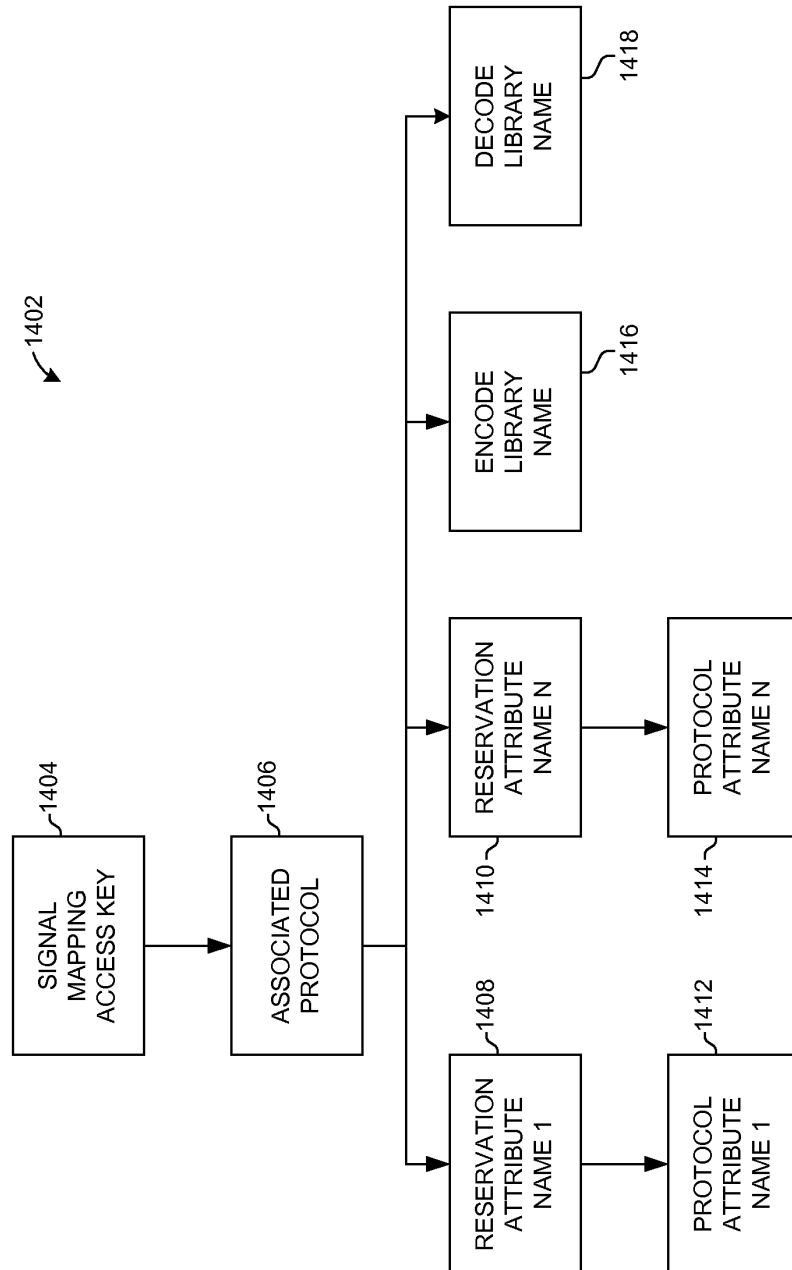 1402
1404
SIGNAL
MAPPING
ACCESS KEY
1406
ASSOCIATED
PROTOCOL
1408
RESERVATION
ATTRIBUTE
NAME 1
1410
RESERVATION
ATTRIBUTE
NAME N
ENCODE
LIBRARY
NAME
1416
DECODE
LIBRARY
NAME
1418
1412
PROTOCOL
ATTRIBUTE
NAME 1
1414
PROTOCOL
ATTRIBUTE
NAME N